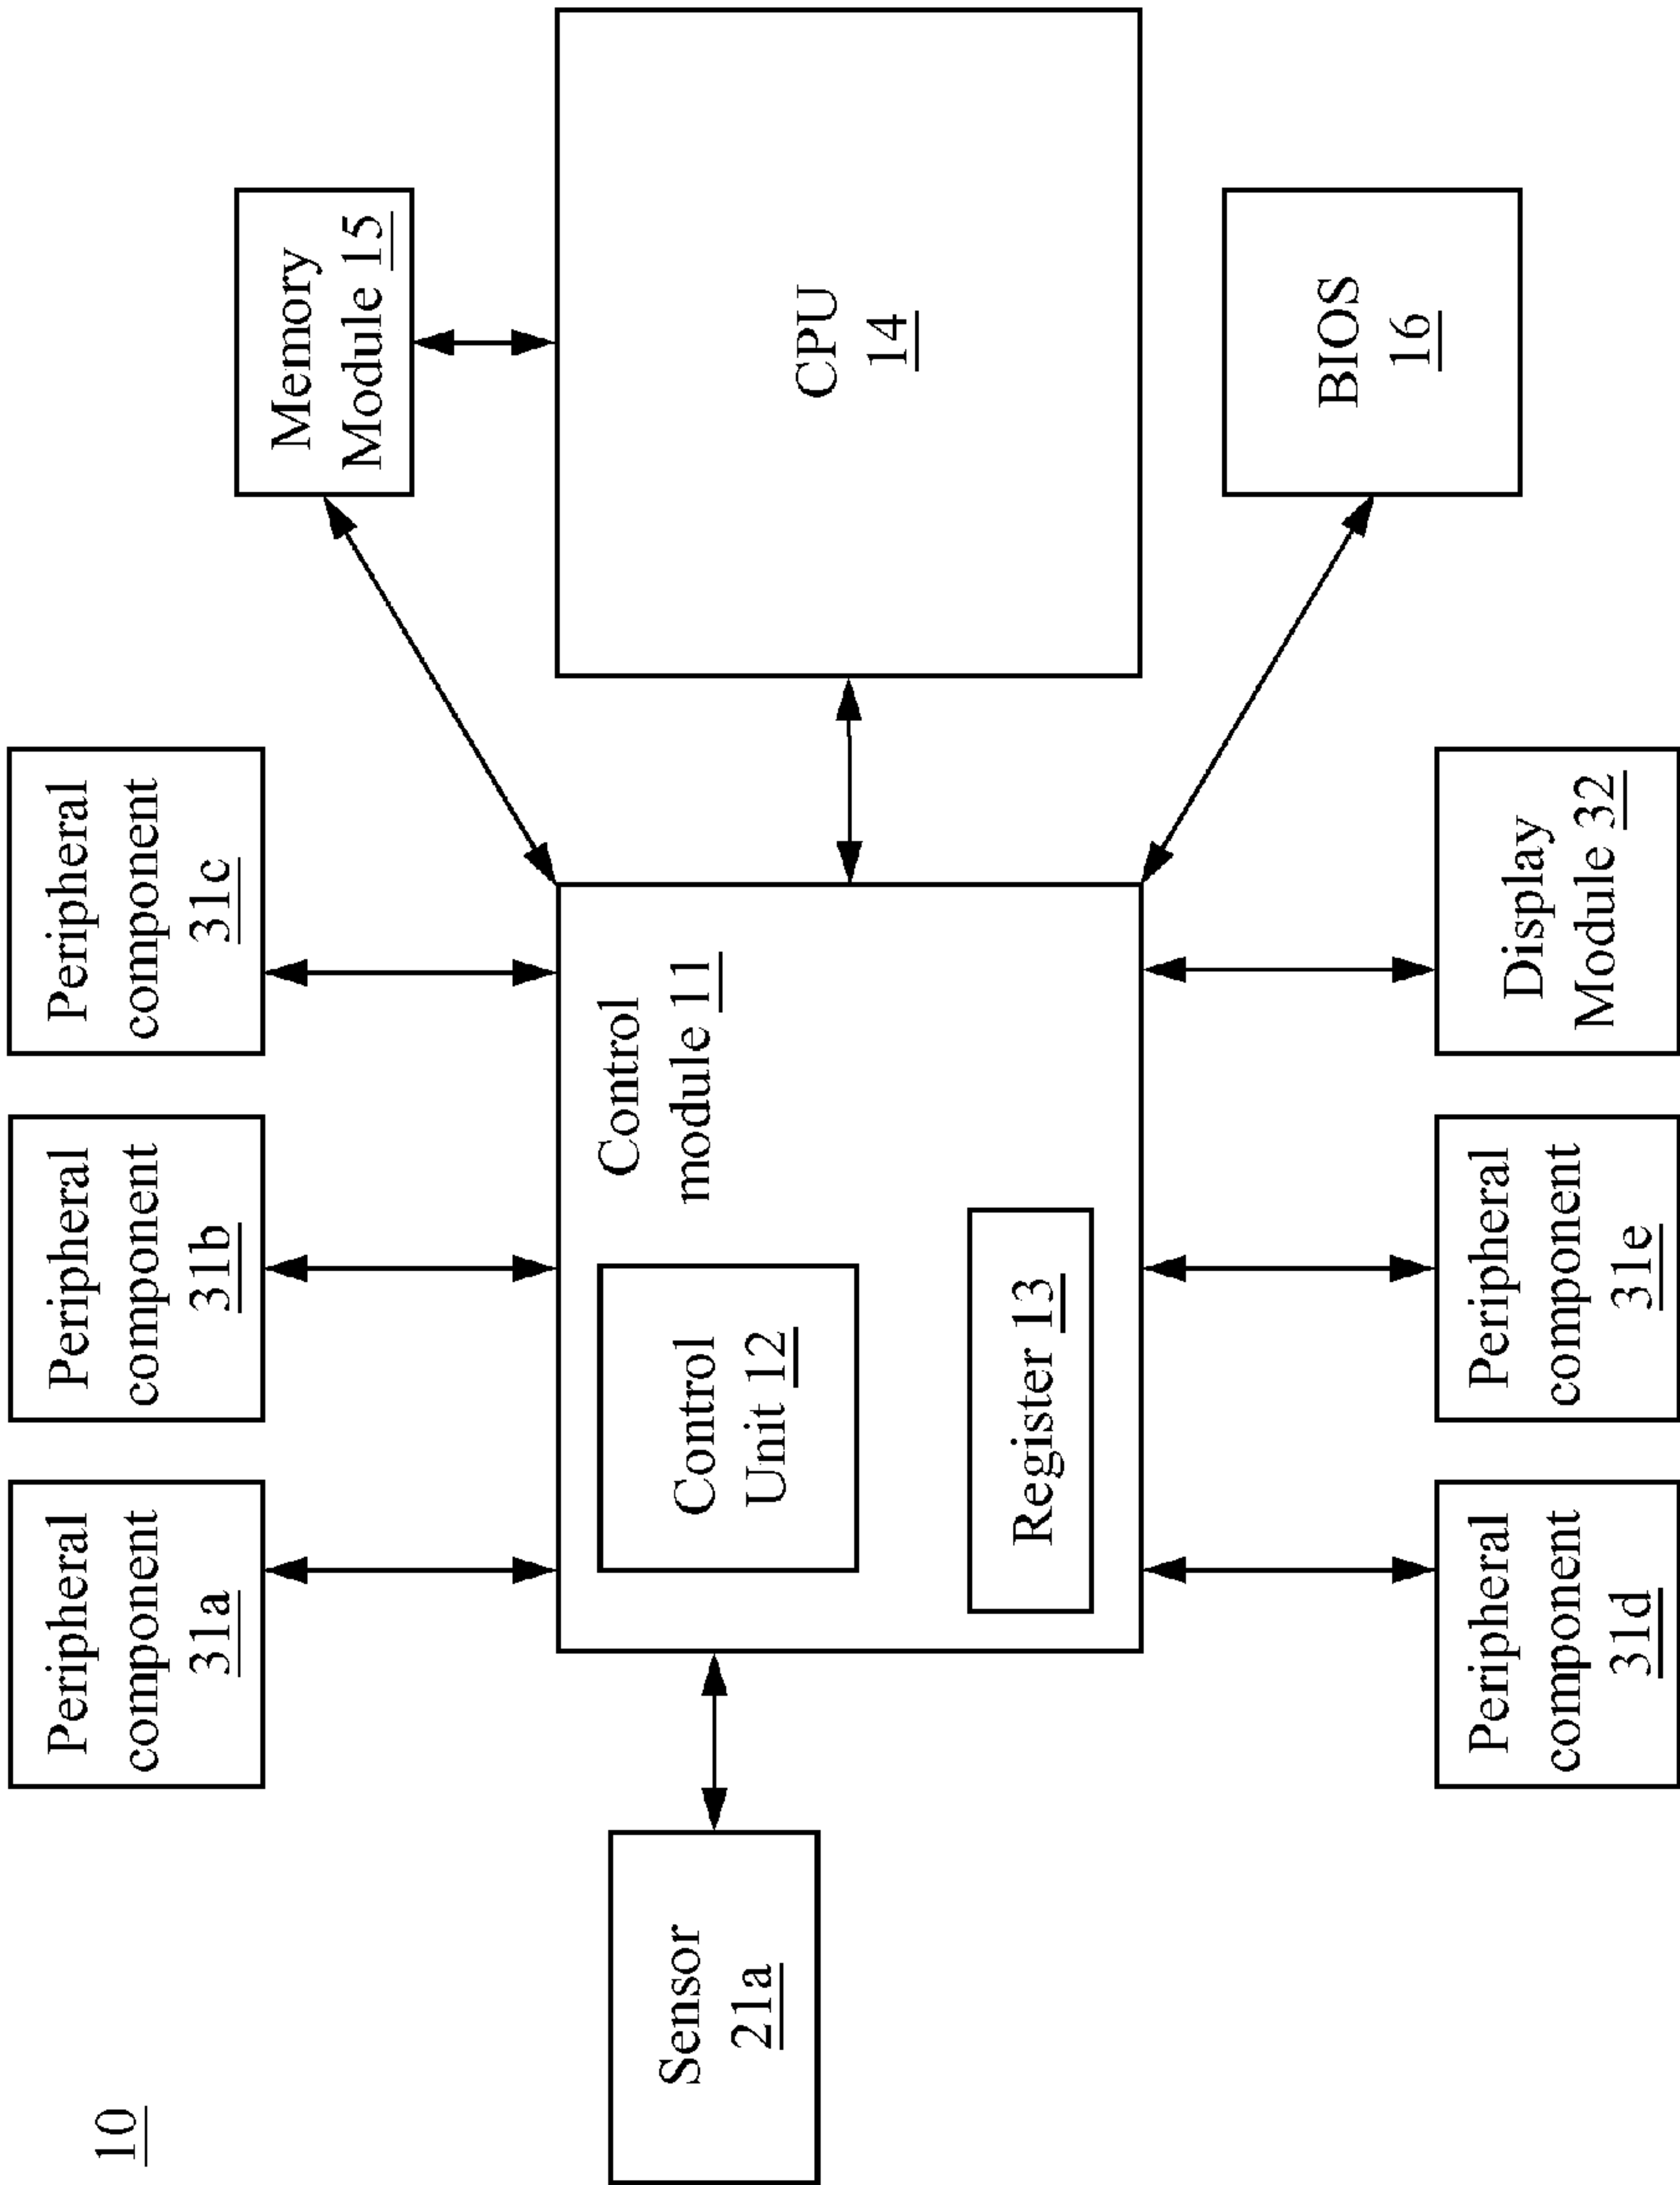 10
Peripheral
component
31a
Peripheral
component
31b
Peripheral
component
31c
Memory
Module 15
Sensor
21a
Control
module 11
Control
Unit 12
Register 13
CPU
14
BIOS
16
Peripheral
component
31d
Peripheral
component
31e
Display
Module 32